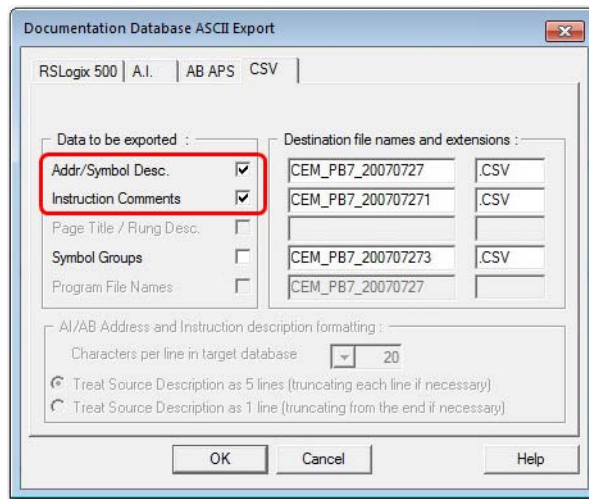 Documentation Database ASCII Export
RSLogix 500 A.I. AB APS CSV
Data to be exported : Destination file names and extensions :
Addr/Symbol Desc. CEM_PB7_20070727 .CSV
Instruction Comments CEM_PB7_200707271 .CSV
Page Title / Rung Desc.
Symbol Groups CEM_PB7_200707273 .CSV
Program File Names CEM_PB7_20070727
AI/AB Address and Instruction description formatting :
Characters per line in target database 20
Treat Source Description as 5 lines (truncating each line if necessary)
Treat Source Description as 1 line (truncating from the end if necessary)
OK Cancel Help